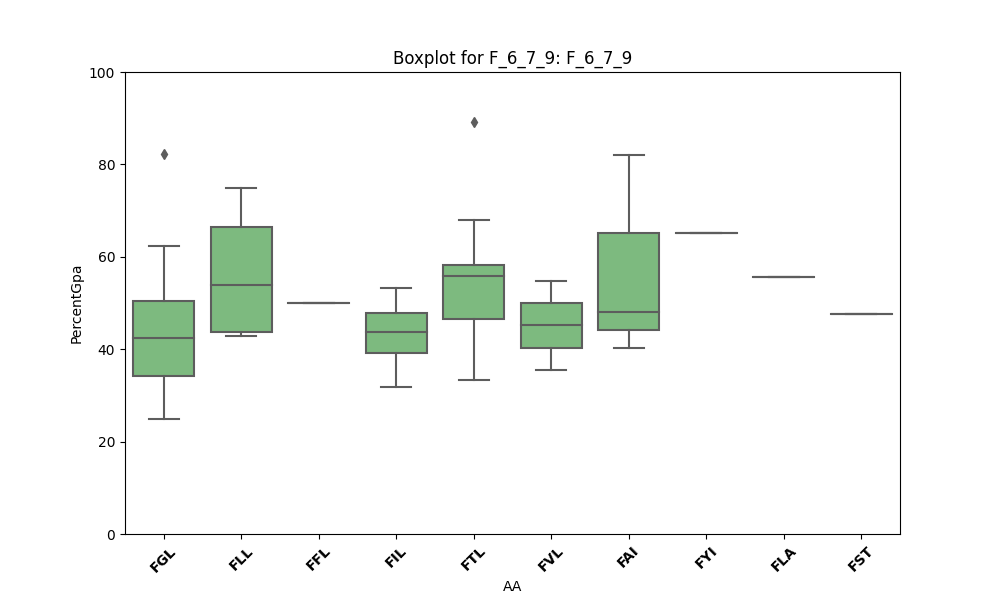 Boxplot for F_6_7_9: F_6_7_9
100
80
60
40
20
0
PercentGpa
FGL
FLL
FFL
FIL
FTL
FVL
FAI
FYI
FLA
FST
AA